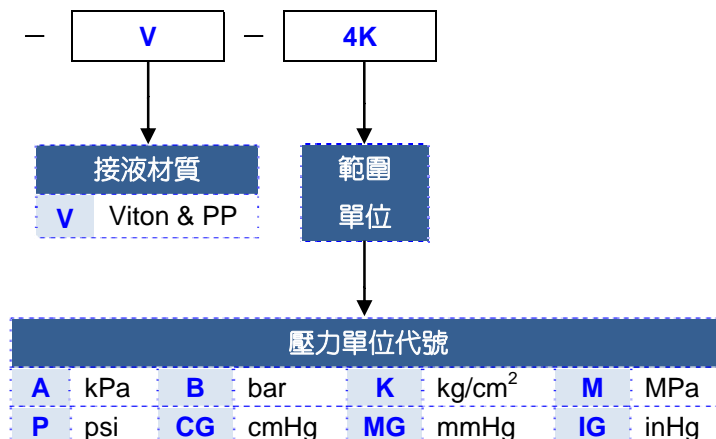 – V – 4K
接液材質
V Viton & PP
範圍
單位
壓力單位代號
A kPa B bar K kg/cm² M MPa
P psi CG cmHg MG mmHg IG inHg